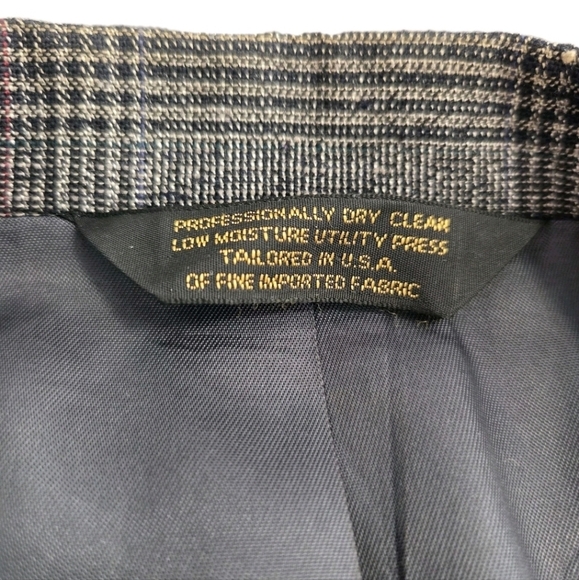 PROFESSIONALLY DRY CLEAN
LOW MOISTURE UTILITY PRESS
TAILORED IN U.S.A.
OF FINE IMPORTED FABRIC